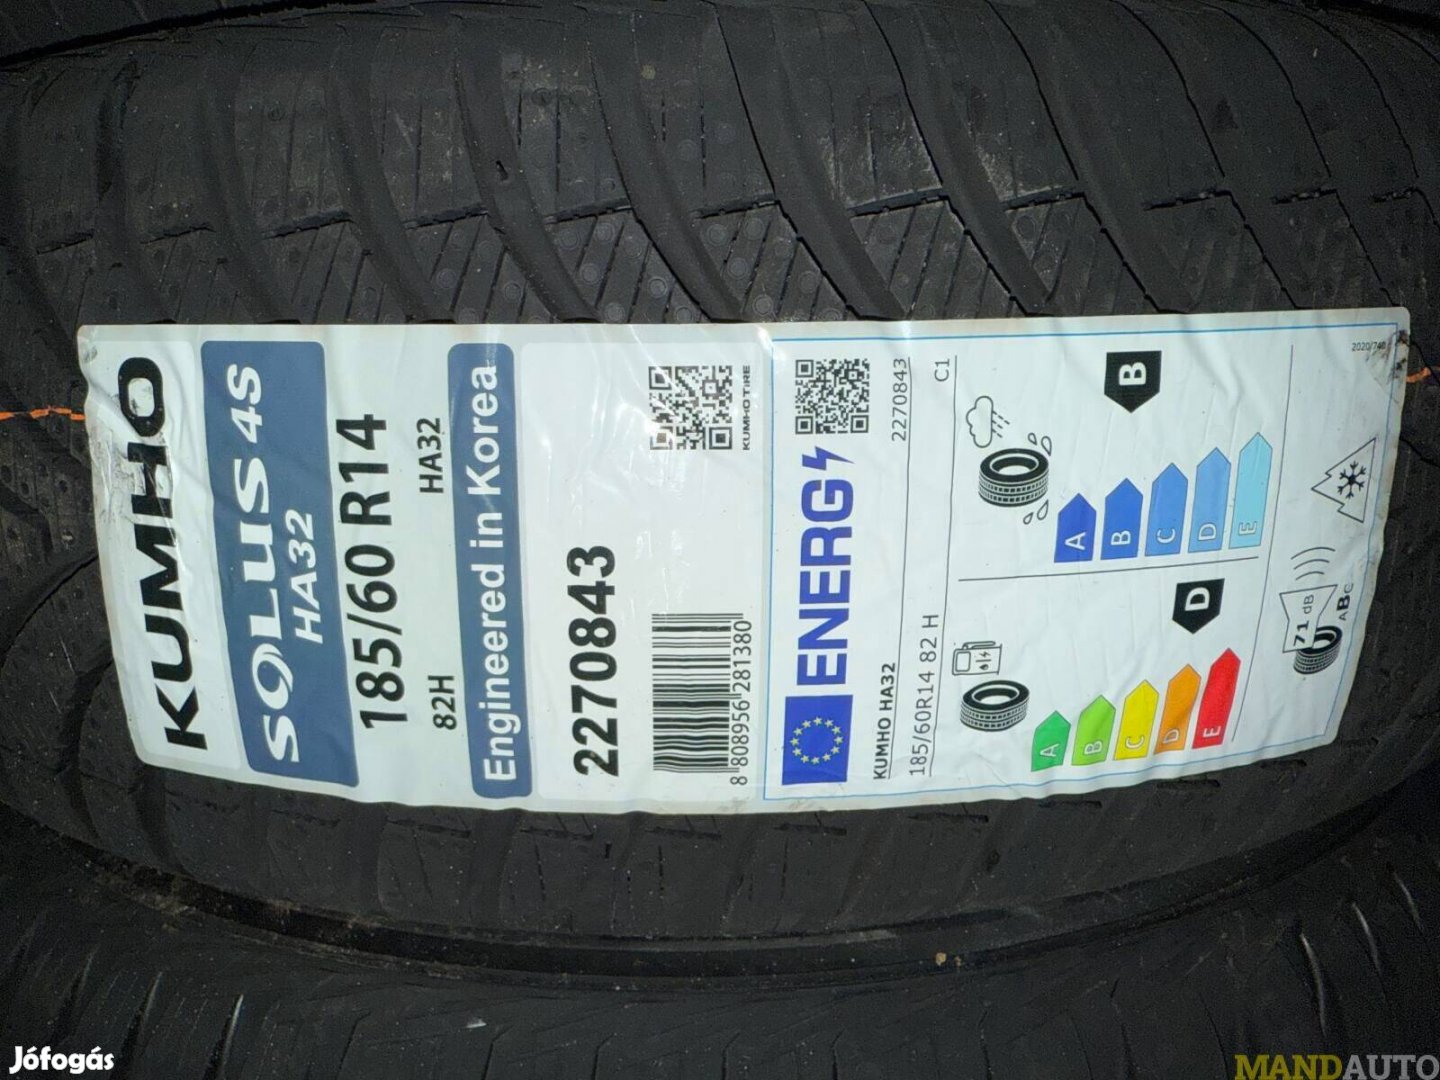 KUMHO
SOLUS 4S
HA32
185/60 R14
82H HA32
Engineered in Korea
2270843
KUMHOTIRE
8 808956 281380
ENERG
KUMHO HA32 2270843
185/60R14 82 H C1
A
B
C
D
E
D
A
B
C
D
E
B
71 dB
ABC
2020/740
Jófogás
MANDAUTO